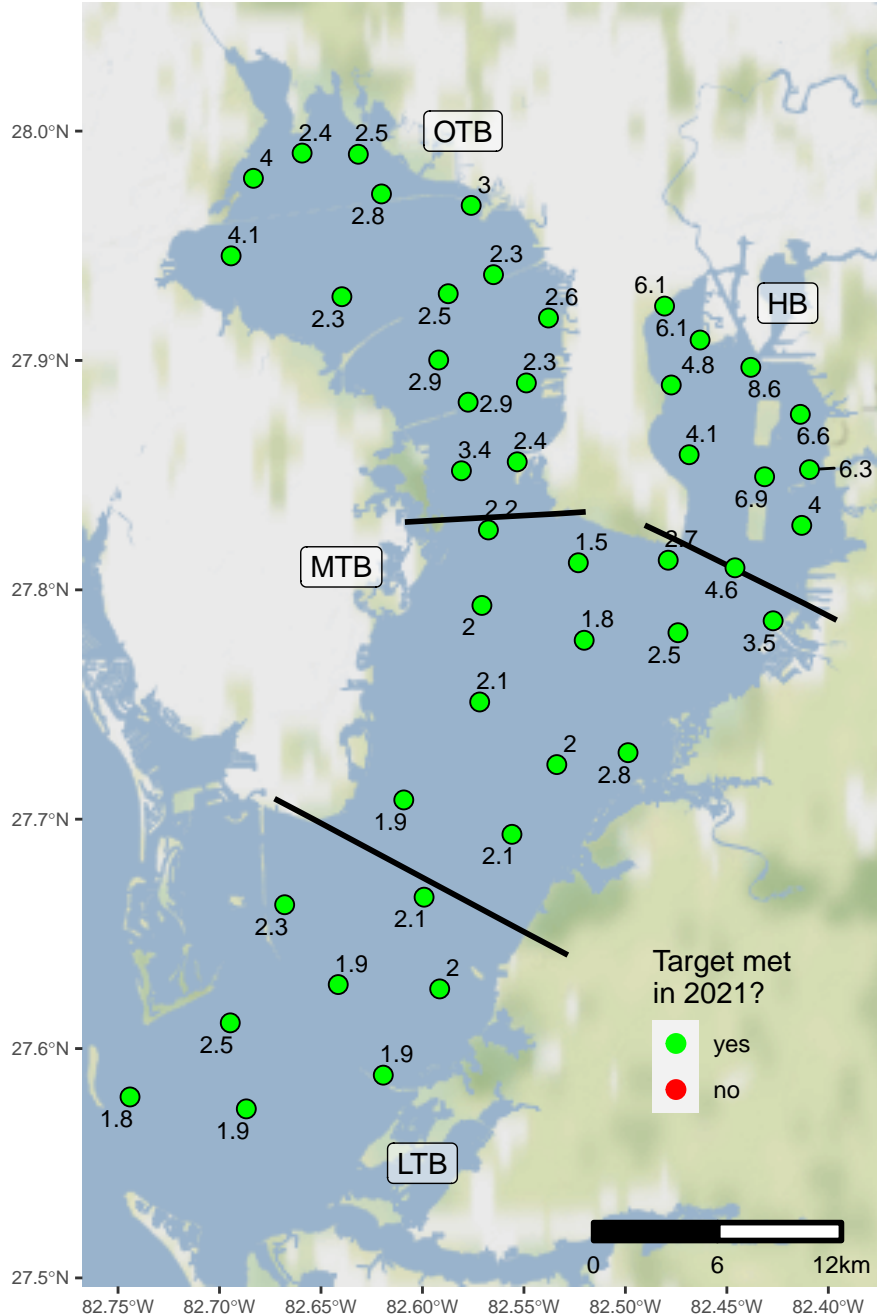 28.0°N
2.4
2.5
OTB
4
2.8
3
4.1
2.3
2.3
2.5
2.6
6.1
HB
6.1
27.9°N
2.9
2.3
4.8
8.6
2.9
6.6
3.4
2.4
4.1
6.3
6.9
2.2
4
MTB
1.5
2.7
27.8°N
4.6
2
1.8
2.5
3.5
2.1
2
2.8
27.7°N
1.9
2.1
2.3
2.1
1.9
2
Target met
in 2021?
yes
no
2.5
27.6°N
1.9
1.8
1.9
LTB
0
6
12km
27.5°N
82.75°W
82.70°W
82.65°W
82.60°W
82.55°W
82.50°W
82.45°W
82.40°W